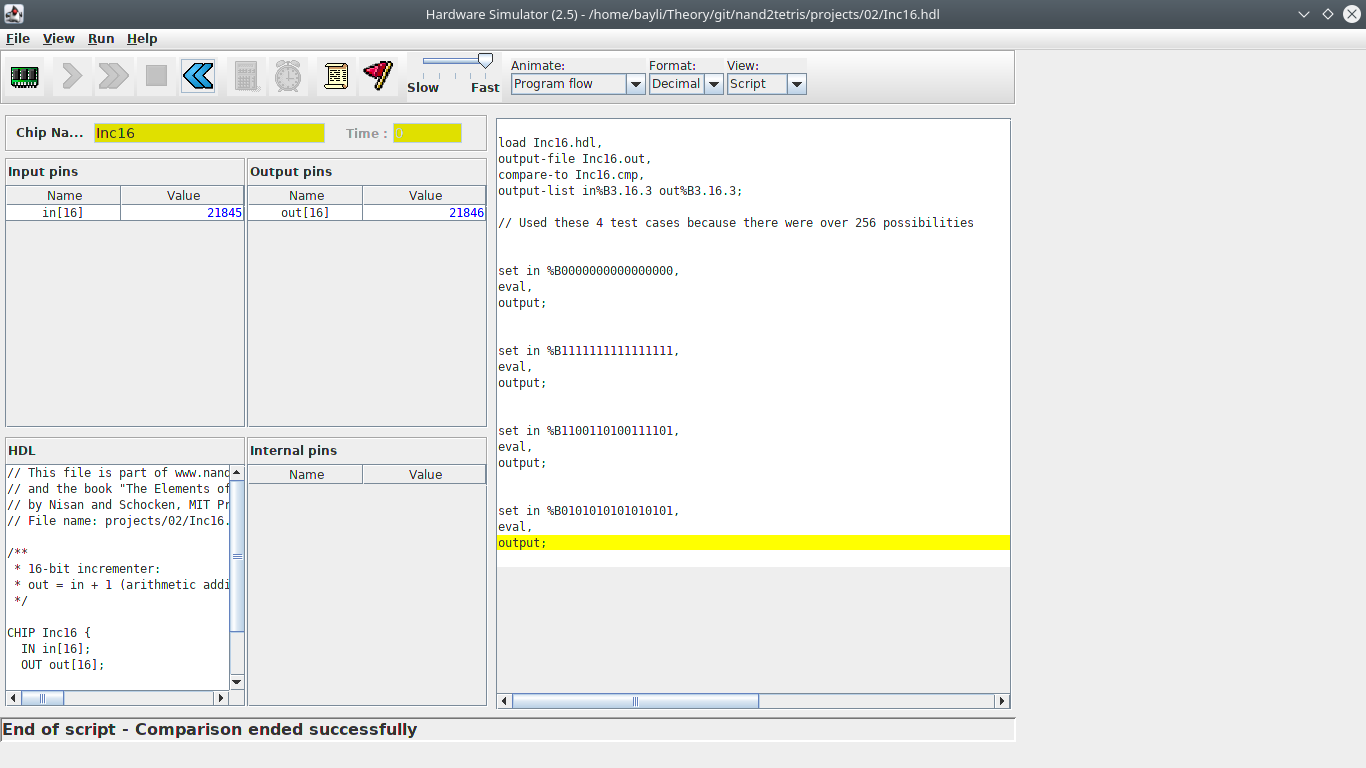 Hardware Simulator (2.5) - /home/bayli/Theory/git/nand2tetris/projects/02/Inc16.hdl
File View Run Help
Slow Fast
Animate: Format: View:
Program flow Decimal Script
Chip Na... Inc16 Time : 0
Input pins
Name Value
in[16] 21845
Output pins
Name Value
out[16] 21846
HDL
// This file is part of www.nand
// and the book "The Elements of
// by Nisan and Schocken, MIT Pr
// File name: projects/02/Inc16.
/**
* 16-bit incrementer:
* out = in + 1 (arithmetic addi
*/
CHIP Inc16 {
IN in[16];
OUT out[16];
Internal pins
Name Value
load Inc16.hdl,
output-file Inc16.out,
compare-to Inc16.cmp,
output-list in%B3.16.3 out%B3.16.3;
// Used these 4 test cases because there were over 256 possibilities
set in %B0000000000000000,
eval,
output;
set in %B1111111111111111,
eval,
output;
set in %B1100110100111101,
eval,
output;
set in %B0101010101010101,
eval,
output;
End of script - Comparison ended successfully